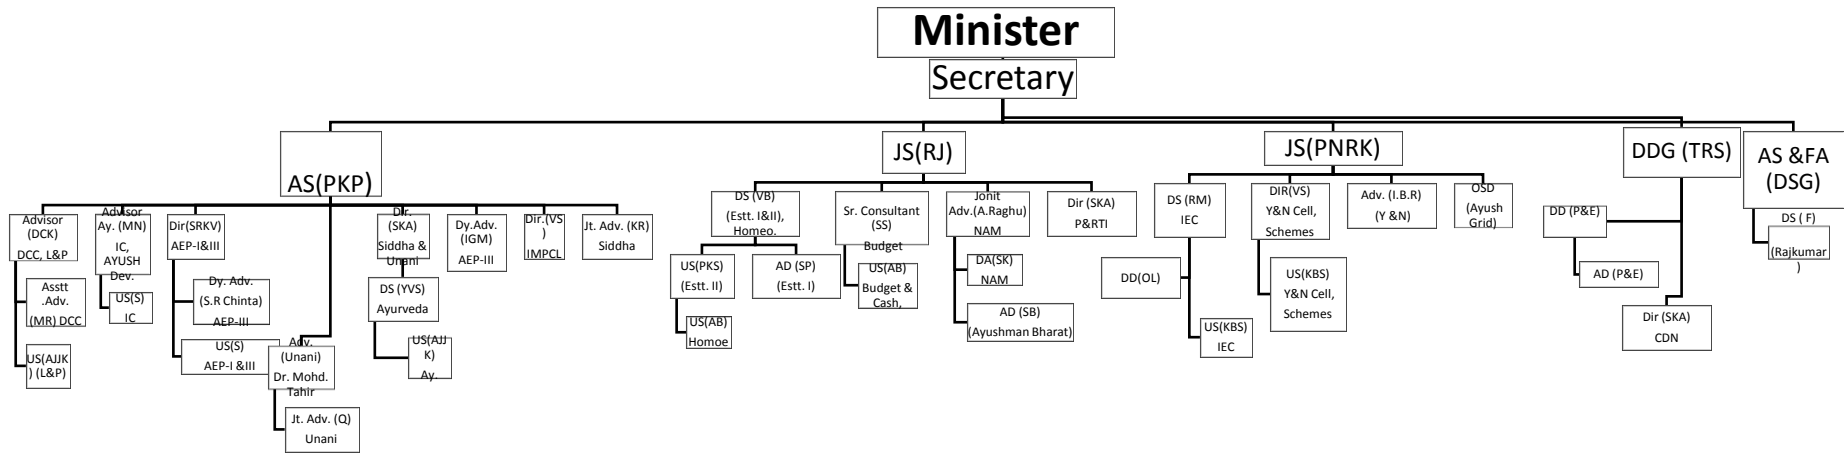 Minister
Secretary
AS(PKP)
JS(RJ)
JS(PNRK)
DDG (TRS)
AS &FA
(DSG)
Advisor
(DCK)
DCC, L&P
Asstt
.Adv.
(MR) DCC
US(AJJK
) (L&P)
Advisor
Ay. (MN)
IC,
AYUSH
Dev.
US(S)
IC
Dir(SRKV)
AEP-I&III
Dy. Adv.
(S.R Chinta)
AEP-III
US(S)
AEP-I &III
Adv.
(Unani)
Dr. Mohd.
Tahir
Jt. Adv. (Q)
Unani
Dir.
(SKA)
Siddha &
Unani
DS (YVS)
Ayurveda
US(AJJ
K)
Ay.
Dy.Adv.
(IGM)
AEP-III
Dir.(VS
)
IMPCL
Jt. Adv. (KR)
Siddha
DS (VB)
(Estt. I&II),
Homeo.
US(PKS)
(Estt. II)
US(AB)
Homoe
AD (SP)
(Estt. I)
Sr. Consultant
(SS)
Budget
US(AB)
Budget &
Cash,
Jonit
Adv.(A.Raghu)
NAM
DA(SK)
NAM
AD (SB)
(Ayushman Bharat)
Dir (SKA)
P&RTI
DS (RM)
IEC
DD(OL)
US(KBS)
IEC
DIR(VS)
Y&N Cell,
Schemes
US(KBS)
Y&N Cell,
Schemes
Adv. (I.B.R)
(Y &N)
OSD
(Ayush
Grid)
DD (P&E)
AD (P&E)
Dir (SKA)
CDN
DS ( F)
(Rajkumar
)